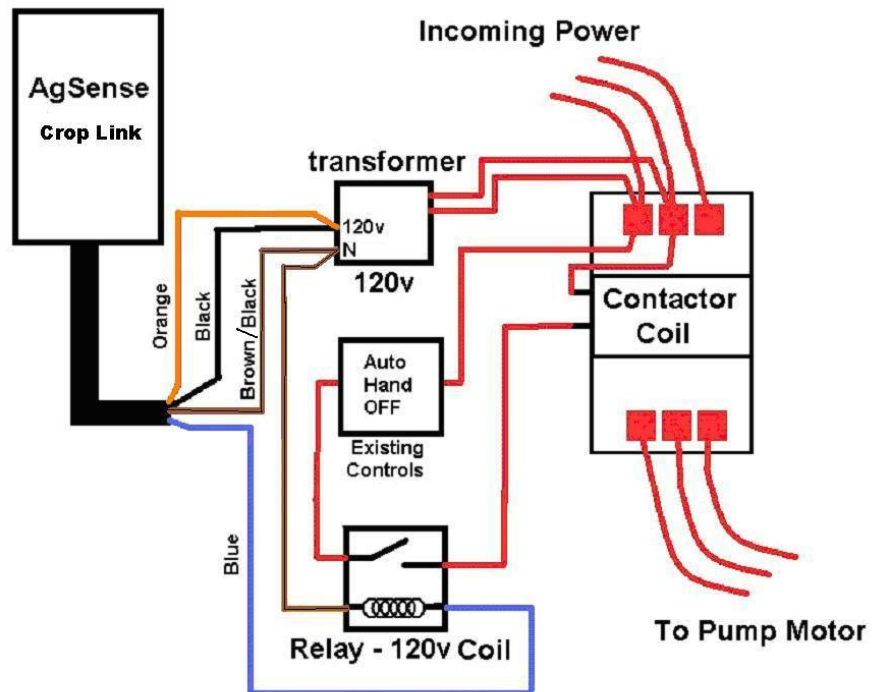 AgSense
Crop Link
Incoming Power
transformer
120v
N
120v
Orange
Black
Brown/Black
Blue
Auto
Hand
OFF
Existing
Controls
Contactor
Coil
Relay - 120v Coil
To Pump Motor